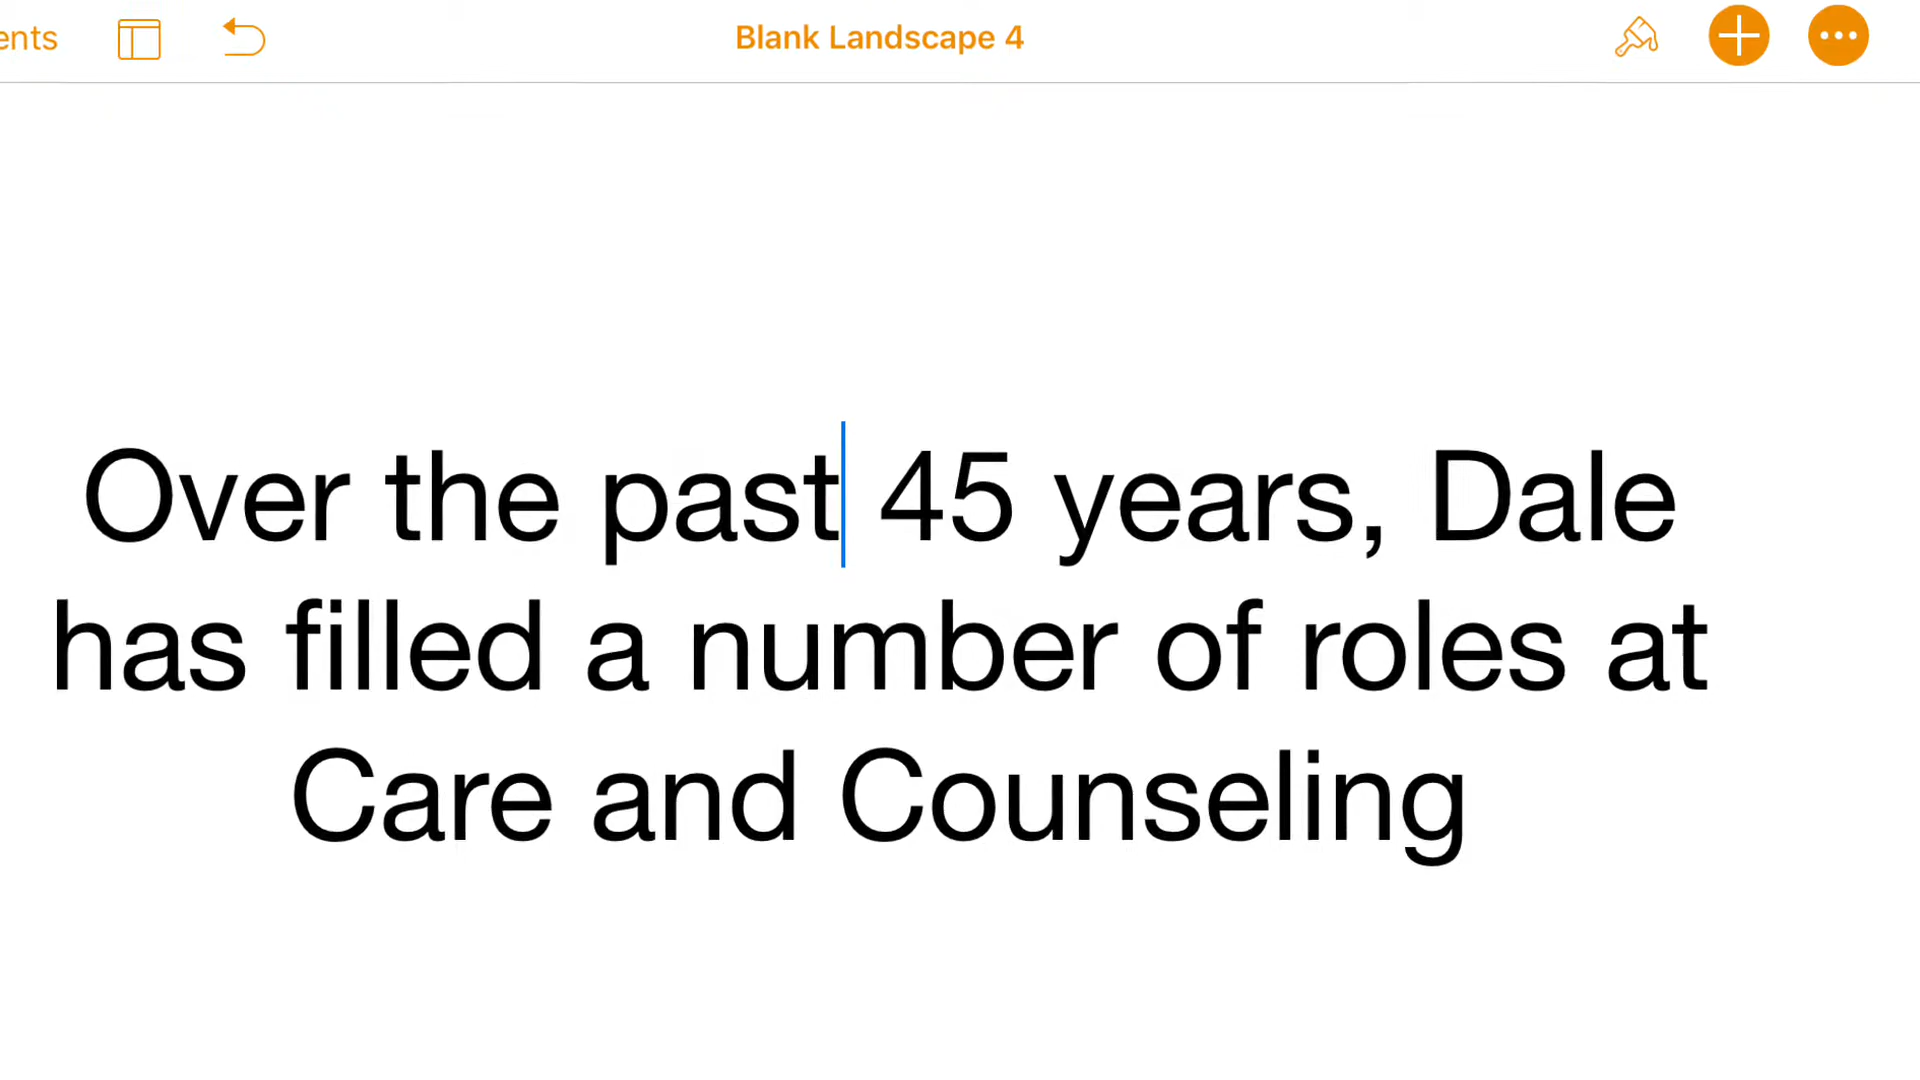 ents
Blank Landscape 4
Over the past 45 years, Dale
has filled a number of roles at
Care and Counseling